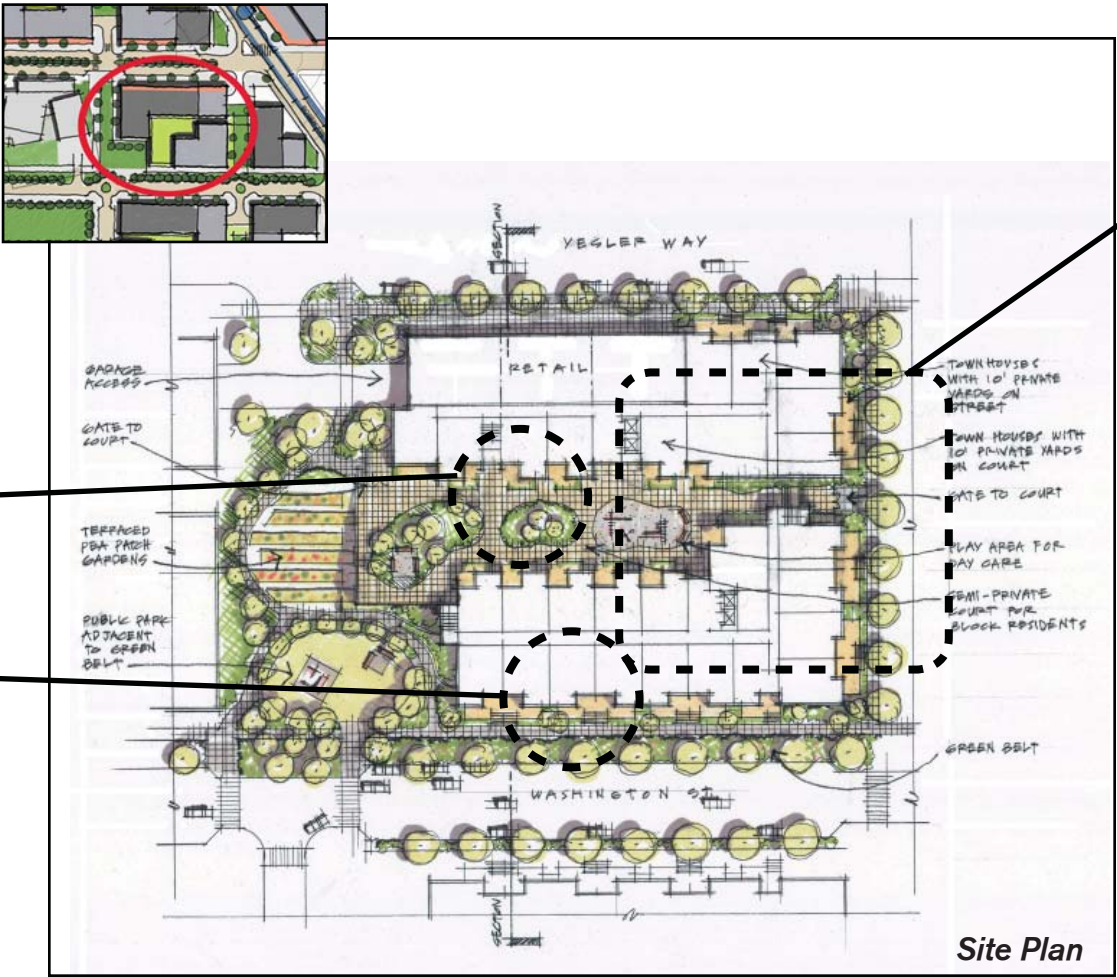 SECTION
YESLER WAY
RETAIL
GARAGE
ACCESS
GATE TO
COURT
TERRACED
PEA PATCH
GARDENS
PUBLIC PARK
ADJACENT
TO GREEN
BELT
TOWNHOUSES
WITH 10' PRIVATE
YARDS ON
STREET
TOWN HOUSES WITH
10' PRIVATE YARDS
ON COURT
GATE TO COURT
PLAY AREA FOR
DAY CARE
SEMI-PRIVATE
COURT FOR
BLOCK RESIDENTS
GREEN BELT
WASHINGTON ST.
SECTION
Site Plan